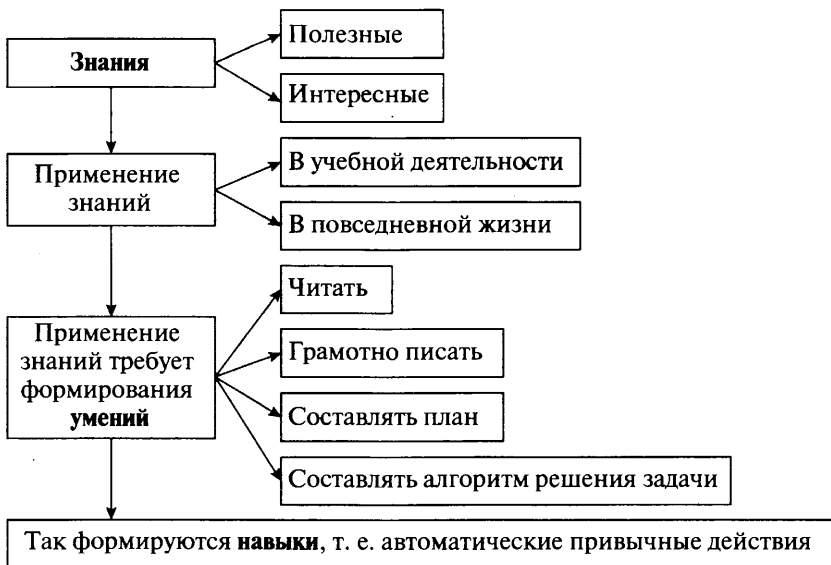 Знания
Полезные
Интересные
Применение
знаний
В учебной деятельности
В повседневной жизни
Применение
знаний требует
формирования
умений
Читать
Грамотно писать
Составлять план
Составлять алгоритм решения задачи
Так формируются навыки, т. е. автоматические привычные действия